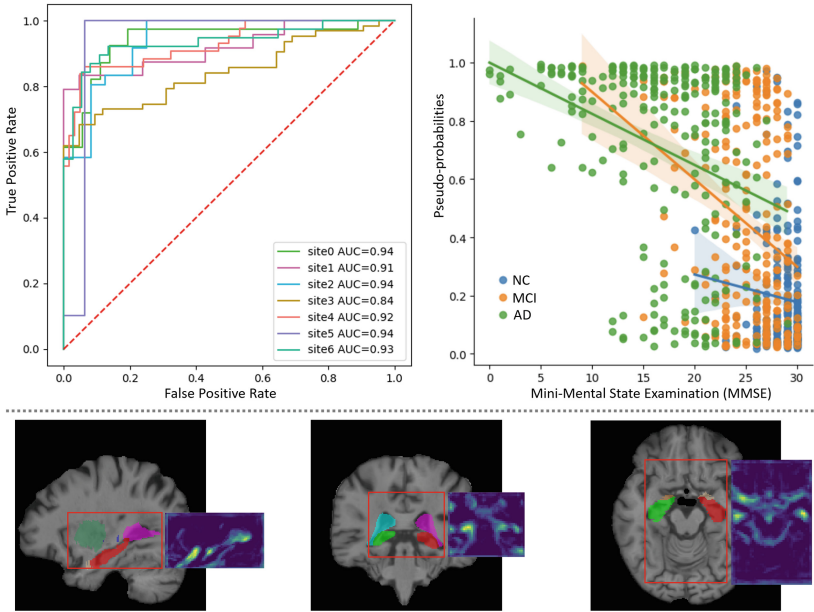 True Positive Rate
1.0
0.8
0.6
0.4
0.2
0.0
site0 AUC=0.94
site1 AUC=0.91
site2 AUC=0.94
site3 AUC=0.84
site4 AUC=0.92
site5 AUC=0.94
site6 AUC=0.93
0.0 0.2 0.4 0.6 0.8 1.0
False Positive Rate
Pseudo-probabilities
1.0
0.8
0.6
0.4
0.2
0.0
NC
MCI
AD
0 5 10 15 20 25 30
Mini-Mental State Examination (MMSE)